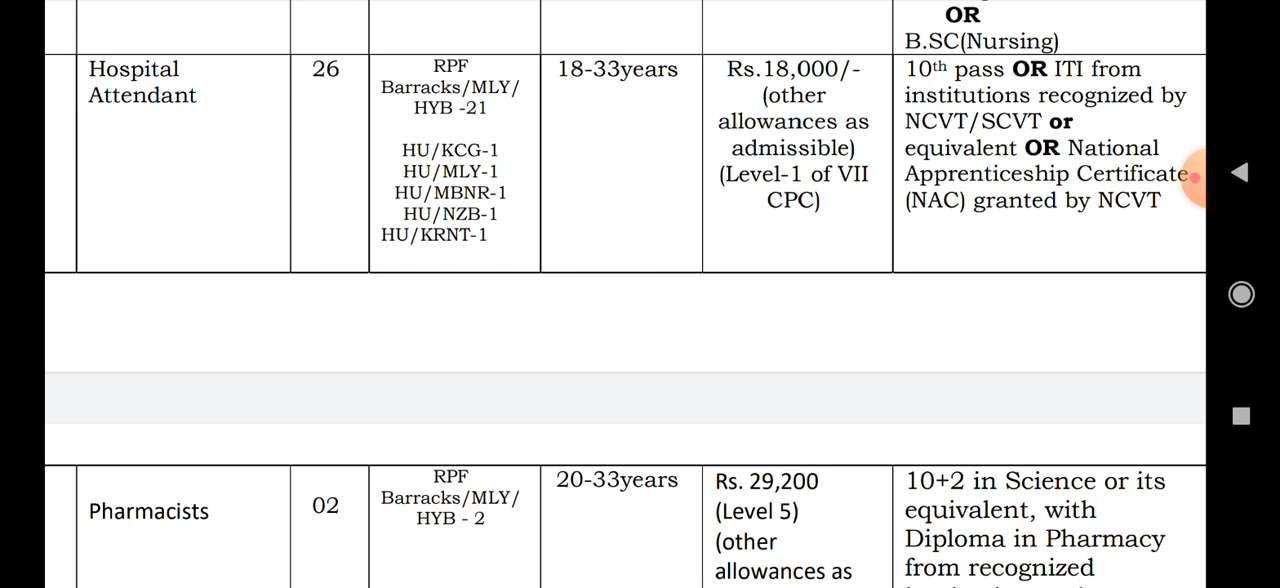 OR
B.SC(Nursing)
Hospital
Attendant
26
RPF
Barracks/MLY/
HYB -21
HU/KCG-1
HU/MLY-1
HU/MBNR-1
HU/NZB-1
HU/KRNT-1
18-33years
Rs.18,000/-
(other
allowances as
admissible)
(Level-1 of VII
CPC)
10th pass OR ITI from
institutions recognized by
NCVT/SCVT or
equivalent OR National
Apprenticeship Certificate
(NAC) granted by NCVT
Pharmacists
02
RPF
Barracks/MLY/
HYB - 2
20-33years
Rs. 29,200
(Level 5)
(other
allowances as
10+2 in Science or its
equivalent, with
Diploma in Pharmacy
from recognized